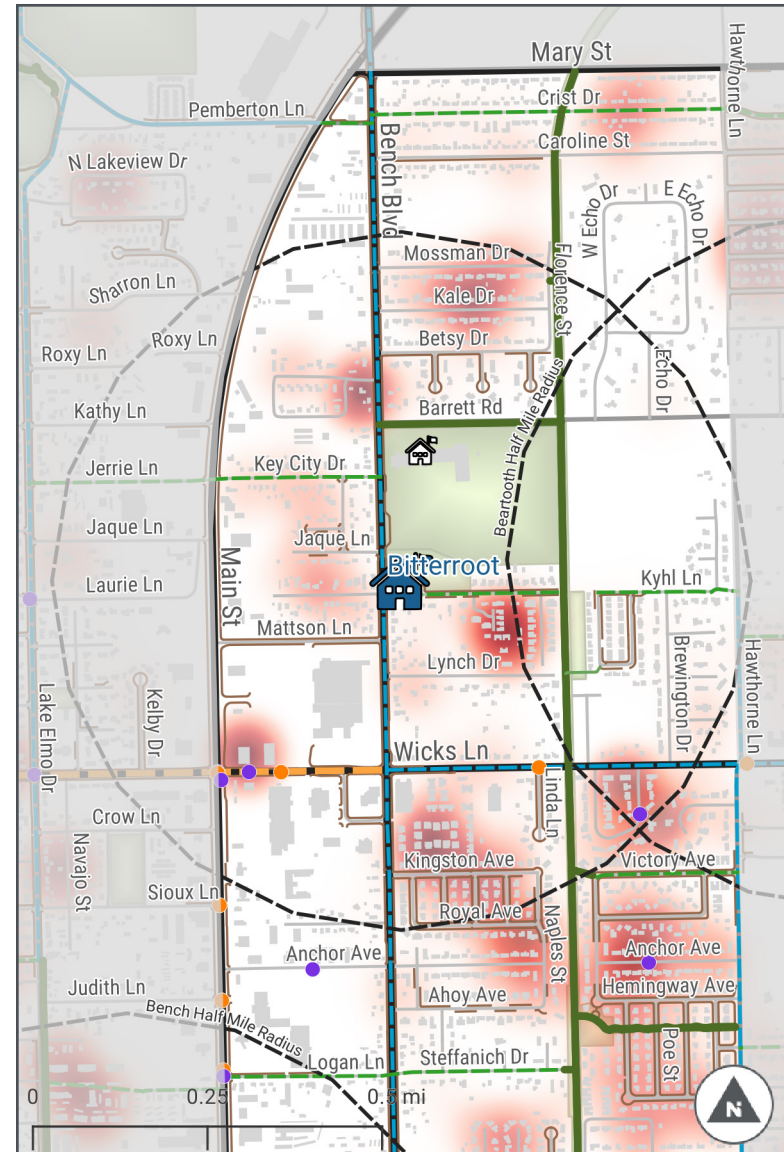 Mary St
Hawthorne Ln
Crist Dr
Pemberton Ln
Caroline St
Bench Blvd
N Lakeview Dr
W Echo Dr
E Echo Dr
Mossman Dr
Florence St
Sharron Ln
Kale Dr
Roxy Ln
Roxy Ln
Betsy Dr
Echo Dr
Kathy Ln
Barrett Rd
Beartooth Half Mile Radius
Jerrie Ln
Key City Dr
Jaque Ln
Jaque Ln
Main St
Bitterroot
Laurie Ln
Kyhl Ln
Mattson Ln
Lynch Dr
Brewington Dr
Hawthorne Ln
Lake Elmo Dr
Kelby Dr
Wicks Ln
Linda Ln
Crow Ln
Navajo St
Kingston Ave
Victory Ave
Sioux Ln
Royal Ave
Naples St
Anchor Ave
Anchor Ave
Judith Ln
Ahoy Ave
Hemingway Ave
Bench Half Mile Radius
Poe St
Logan Ln
Steffanich Dr
0
0.25
0.5 mi
N